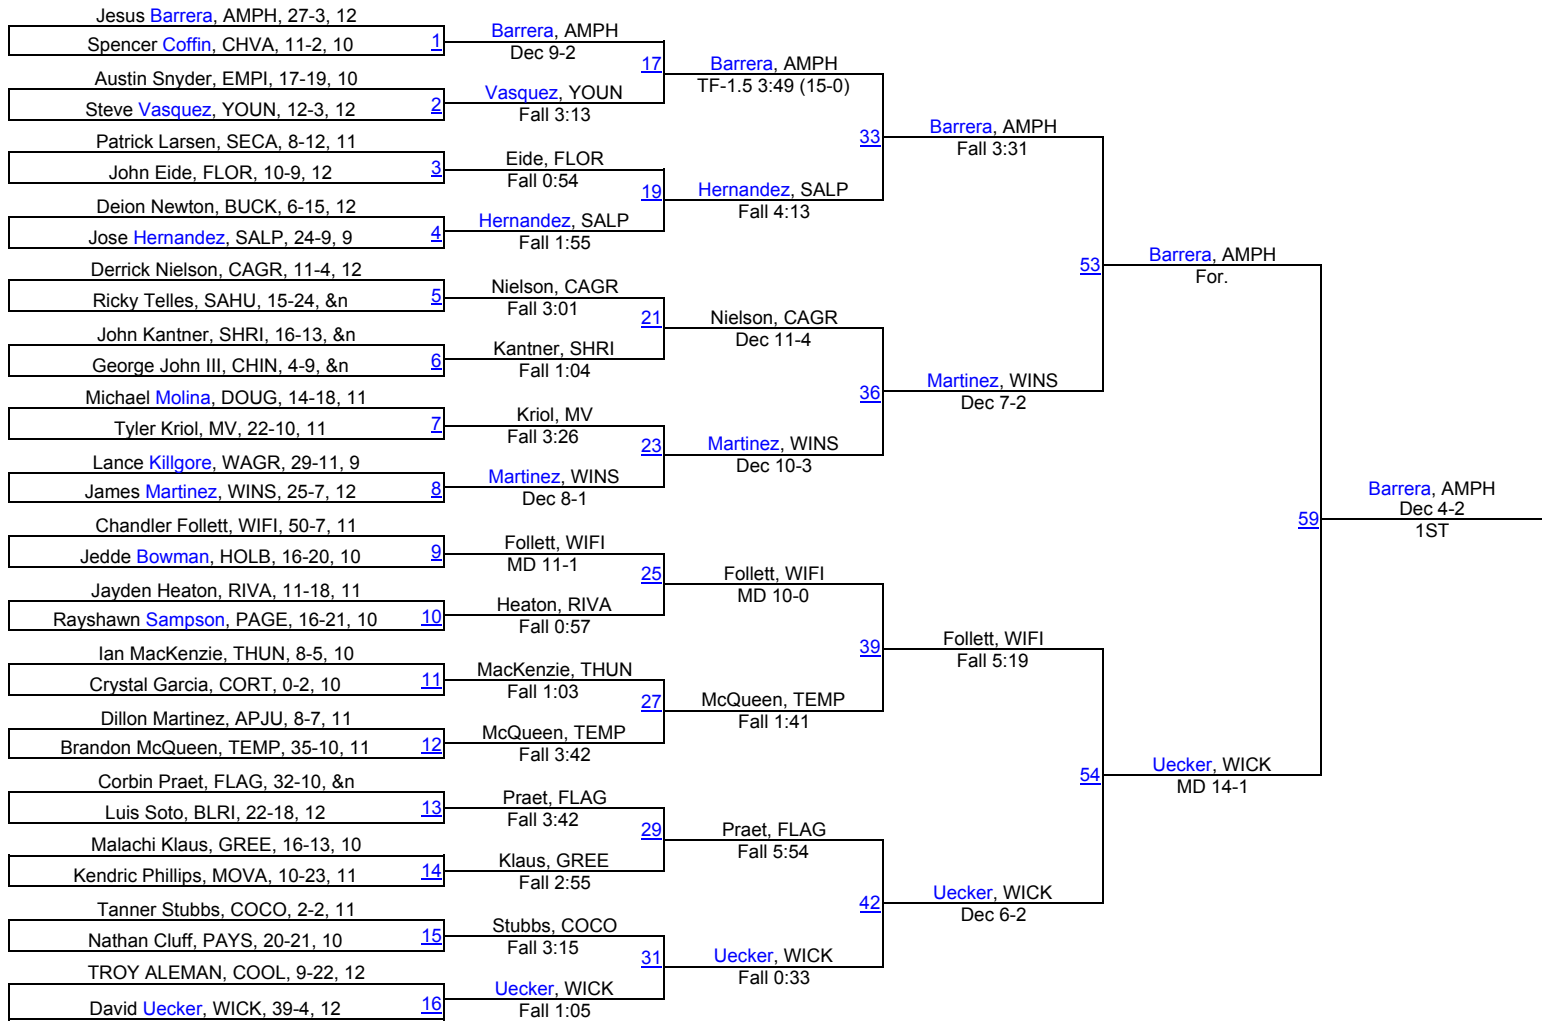 Jesus Barrera, AMPH, 27-3, 12
Spencer Coffin, CHVA, 11-2, 10
1
Austin Snyder, EMPI, 17-19, 10
Steve Vasquez, YOUN, 12-3, 12
2
Patrick Larsen, SECA, 8-12, 11
John Eide, FLOR, 10-9, 12
3
Deion Newton, BUCK, 6-15, 12
Jose Hernandez, SALP, 24-9, 9
4
Derrick Nielson, CAGR, 11-4, 12
Ricky Telles, SAHU, 15-24, &n
5
John Kantner, SHRI, 16-13, &n
George John III, CHIN, 4-9, &n
6
Michael Molina, DOUG, 14-18, 11
Tyler Kriol, MV, 22-10, 11
7
Lance Killgore, WAGR, 29-11, 9
James Martinez, WINS, 25-7, 12
8
Chandler Follett, WIFI, 50-7, 11
Jedde Bowman, HOLB, 16-20, 10
9
Jayden Heaton, RIVA, 11-18, 11
Rayshawn Sampson, PAGE, 16-21, 10
10
Ian MacKenzie, THUN, 8-5, 10
Crystal Garcia, CORT, 0-2, 10
11
Dillon Martinez, APJU, 8-7, 11
Brandon McQueen, TEMP, 35-10, 11
12
Corbin Praet, FLAG, 32-10, &n
Luis Soto, BLRI, 22-18, 12
13
Malachi Klaus, GREE, 16-13, 10
Kendric Phillips, MOVA, 10-23, 11
14
Tanner Stubbs, COCO, 2-2, 11
Nathan Cluff, PAYS, 20-21, 10
15
TROY ALEMAN, COOL, 9-22, 12
David Uecker, WICK, 39-4, 12
16
Barrera, AMPH
Dec 9-2
17
Vasquez, YOUN
Fall 3:13
Eide, FLOR
Fall 0:54
19
Hernandez, SALP
Fall 1:55
Nielson, CAGR
Fall 3:01
21
Kantner, SHRI
Fall 1:04
Kriol, MV
Fall 3:26
23
Martinez, WINS
Dec 8-1
Follett, WIFI
MD 11-1
25
Heaton, RIVA
Fall 0:57
MacKenzie, THUN
Fall 1:03
27
McQueen, TEMP
Fall 3:42
Praet, FLAG
Fall 3:42
29
Klaus, GREE
Fall 2:55
Stubbs, COCO
Fall 3:15
31
Uecker, WICK
Fall 1:05
Barrera, AMPH
TF-1.5 3:49 (15-0)
33
Hernandez, SALP
Fall 4:13
Nielson, CAGR
Dec 11-4
36
Martinez, WINS
Dec 10-3
Follett, WIFI
MD 10-0
39
McQueen, TEMP
Fall 1:41
Praet, FLAG
Fall 5:54
42
Uecker, WICK
Fall 0:33
Barrera, AMPH
Fall 3:31
53
Martinez, WINS
Dec 7-2
Follett, WIFI
Fall 5:19
54
Uecker, WICK
Dec 6-2
Barrera, AMPH
For.
59
Uecker, WICK
MD 14-1
Barrera, AMPH
Dec 4-2
1ST